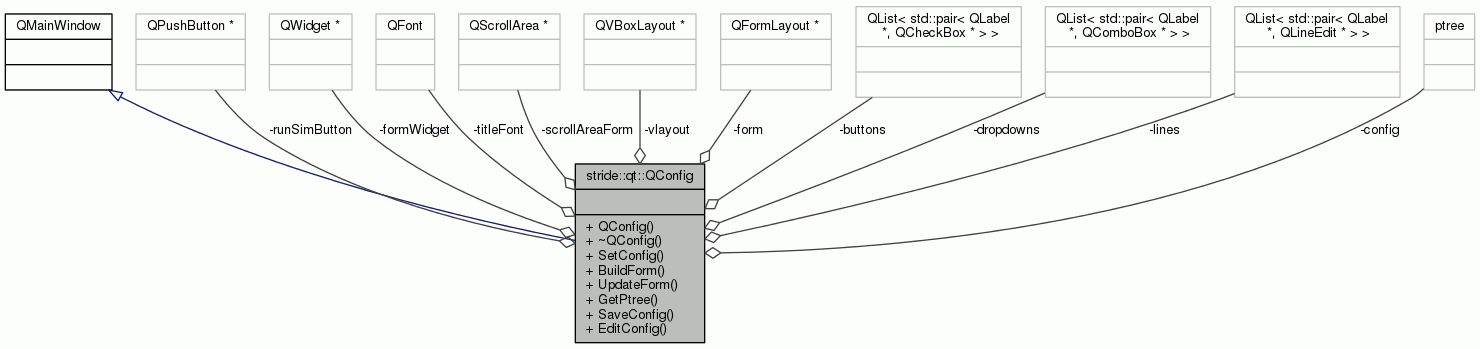 QMainWindow
QPushButton *
QWidget *
QFont
QScrollArea *
QVBoxLayout *
QFormLayout *
QList< std::pair< QLabel
*, QCheckBox * > >
QList< std::pair< QLabel
*, QComboBox * > >
QList< std::pair< QLabel
*, QLineEdit * > >
ptree
-runSimButton
-formWidget
-titleFont
-scrollAreaForm
-vlayout
-form
-buttons
-dropdowns
-lines
-config
stride::qt::QConfig
+ QConfig()
+ ~QConfig()
+ SetConfig()
+ BuildForm()
+ UpdateForm()
+ GetPtree()
+ SaveConfig()
+ EditConfig()